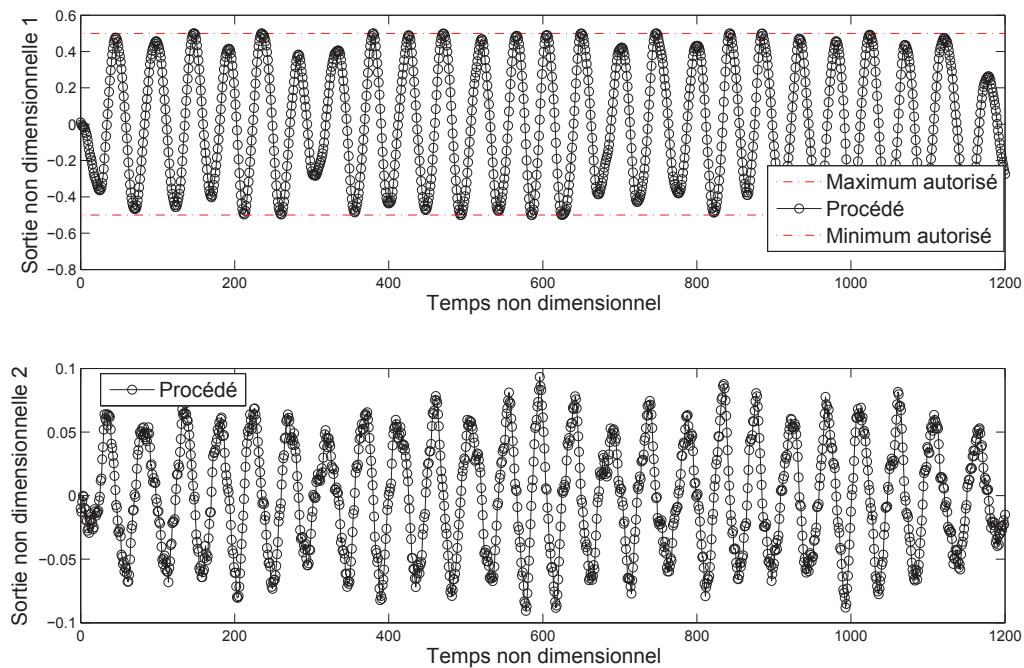 0.6
0.4
0.2
0
−0.2
−0.4
−0.6
−0.8
Sortie non dimensionnelle 1
0 200 400 600 800 1000 1200
Temps non dimensionnel
Maximum autorisé
Procédé
Minimum autorisé
0.1
0.05
0
−0.05
−0.1
Sortie non dimensionnelle 2
Procédé
0 200 400 600 800 1000 1200
Temps non dimensionnel